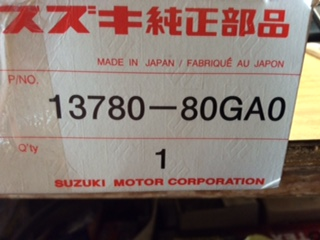 スズキ純正部品
MADE IN JAPAN / FABRIQUÉ AU JAPON
P/NO.
13780-80GA0
Q'ty
1
SUZUKI MOTOR CORPORATION